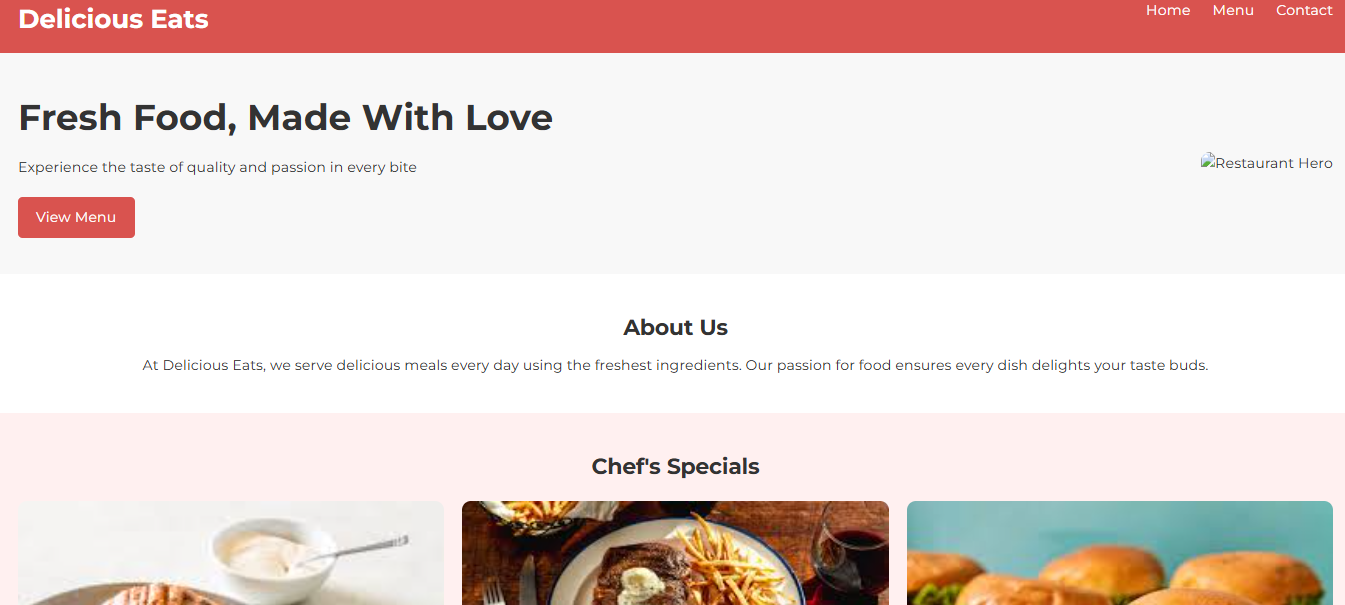 Delicious Eats
Home Menu Contact
Fresh Food, Made With Love
Experience the taste of quality and passion in every bite
Restaurant Hero
View Menu
About Us
At Delicious Eats, we serve delicious meals every day using the freshest ingredients. Our passion for food ensures every dish delights your taste buds.
Chef's Specials